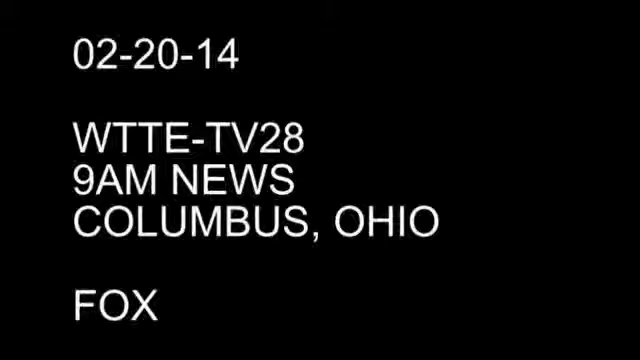 02-20-14
WTTE-TV28
9AM NEWS
COLUMBUS, OHIO
FOX